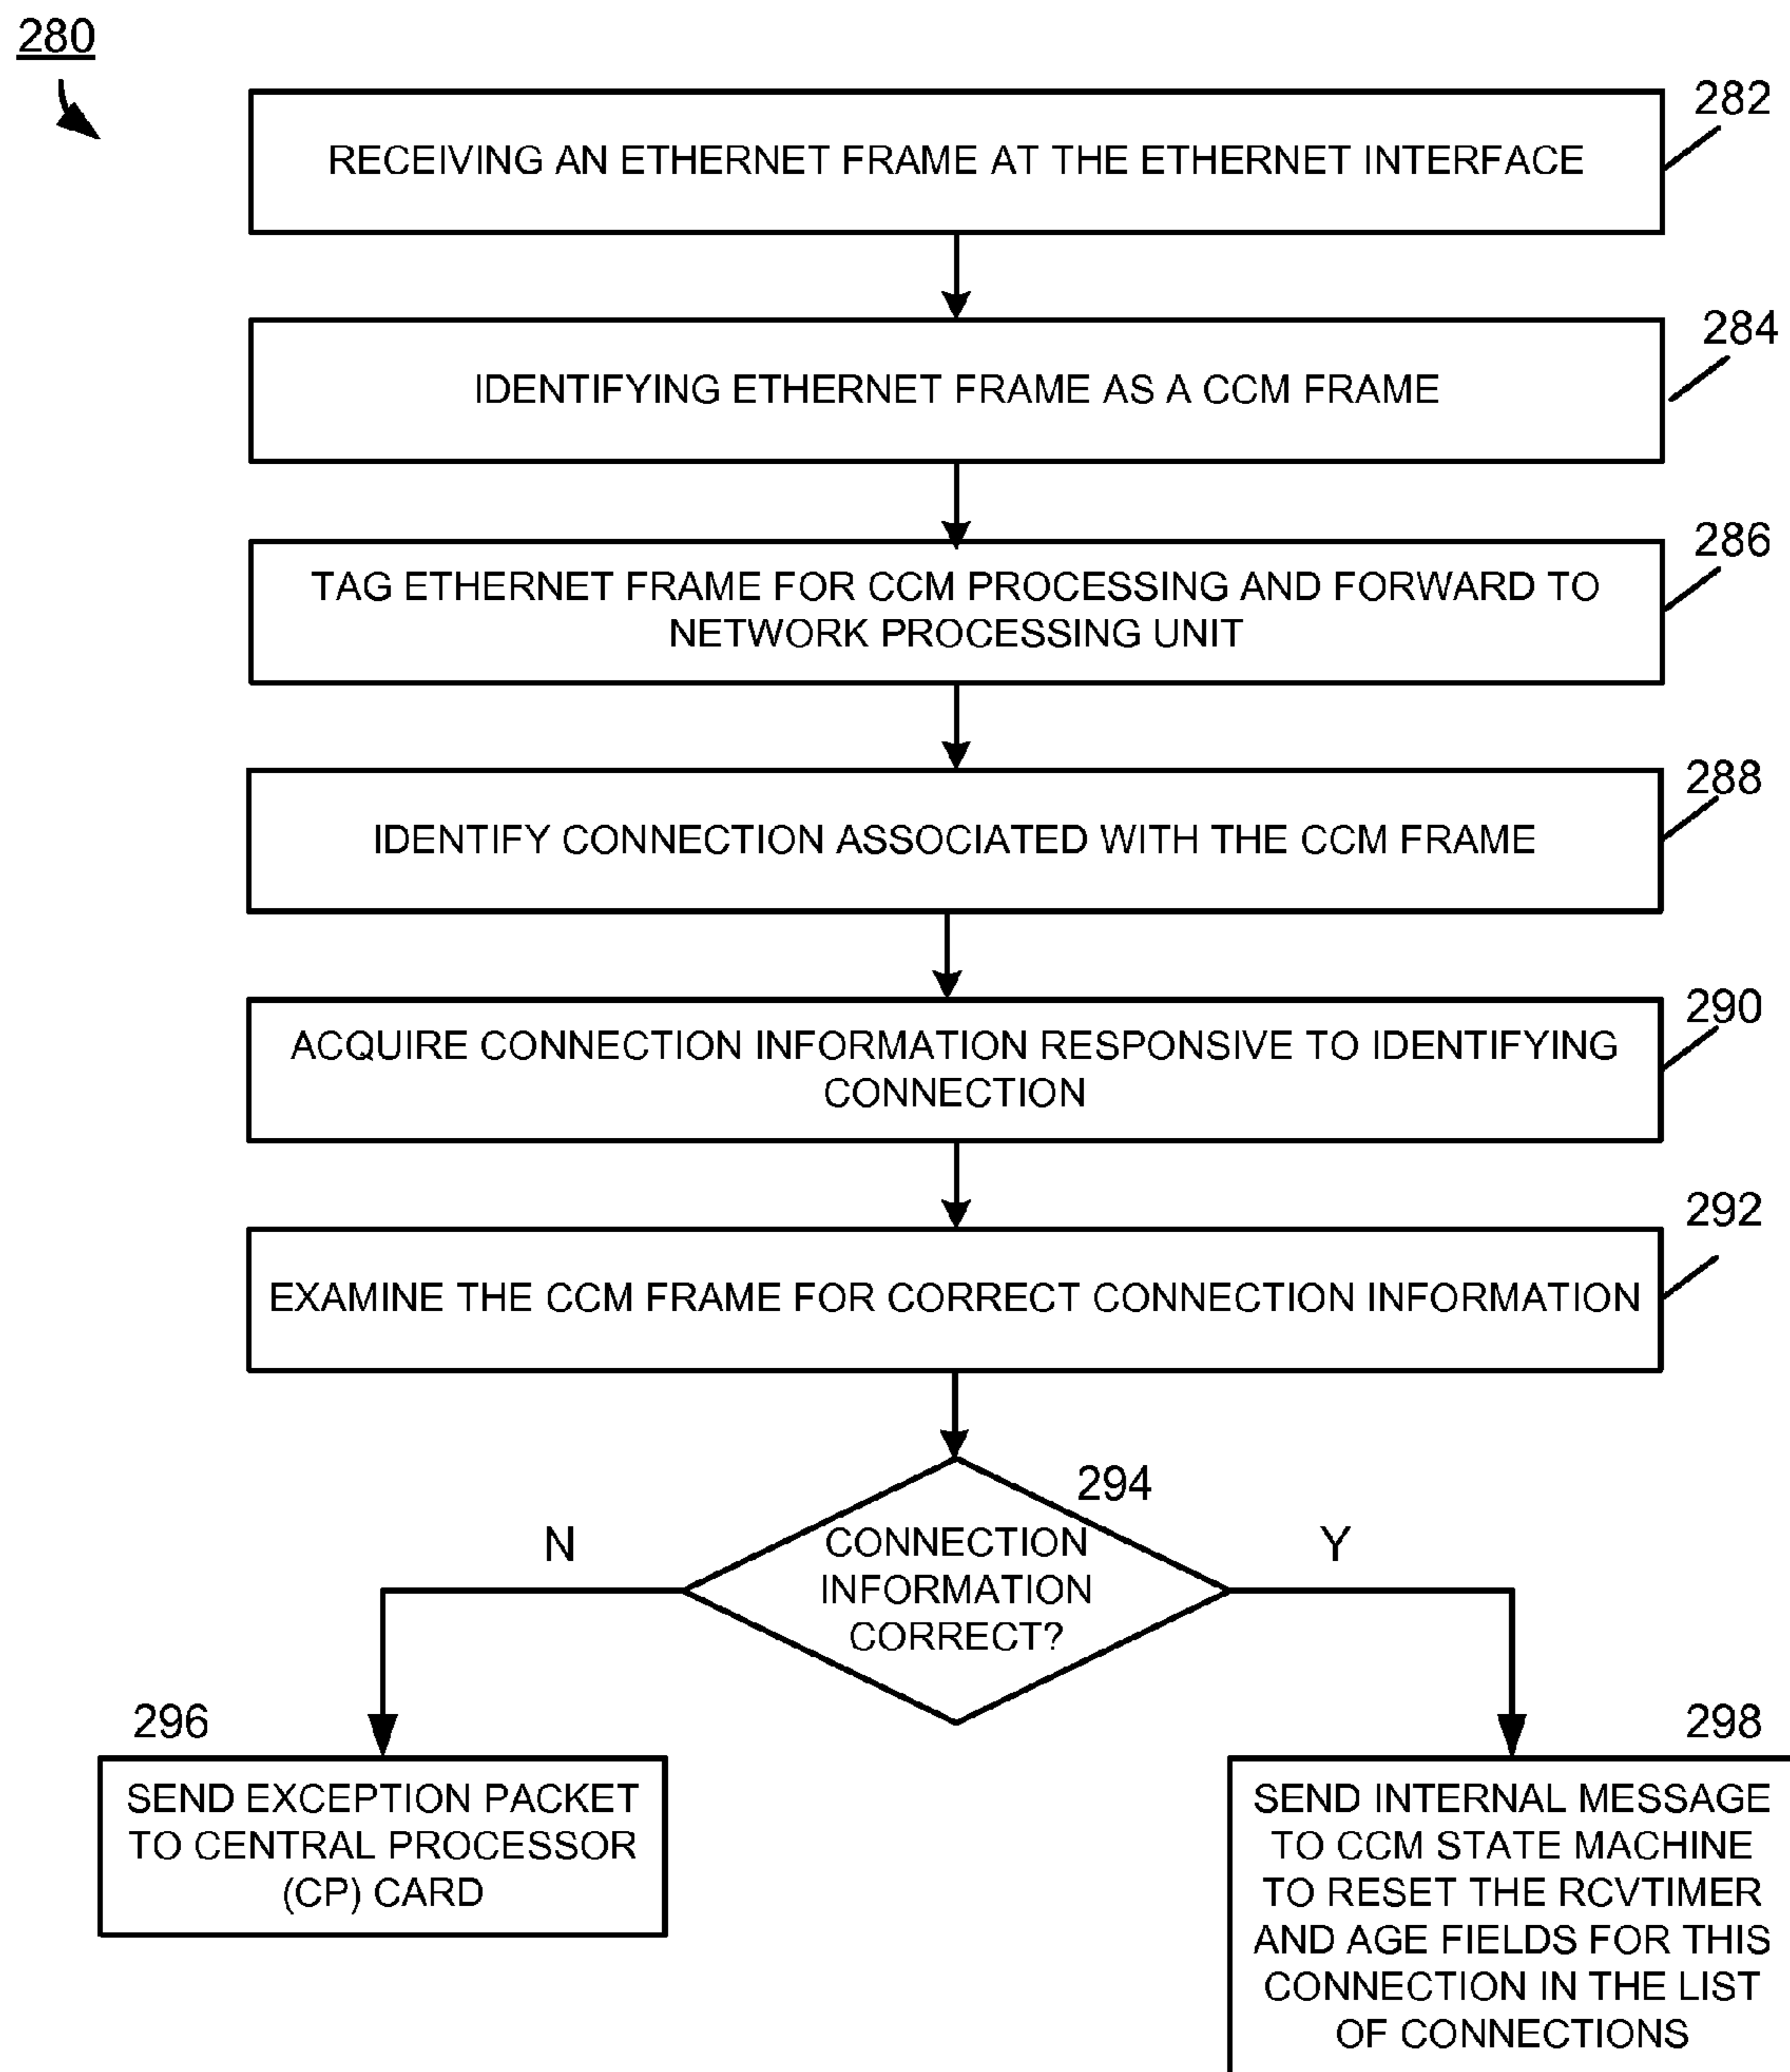 280
282
RECEIVING AN ETHERNET FRAME AT THE ETHERNET INTERFACE
284
IDENTIFYING ETHERNET FRAME AS A CCM FRAME
286
TAG ETHERNET FRAME FOR CCM PROCESSING AND FORWARD TO
NETWORK PROCESSING UNIT
288
IDENTIFY CONNECTION ASSOCIATED WITH THE CCM FRAME
290
ACQUIRE CONNECTION INFORMATION RESPONSIVE TO IDENTIFYING
CONNECTION
292
EXAMINE THE CCM FRAME FOR CORRECT CONNECTION INFORMATION
294
CONNECTION
INFORMATION
CORRECT?
N
Y
296
SEND EXCEPTION PACKET
TO CENTRAL PROCESSOR
(CP) CARD
298
SEND INTERNAL MESSAGE
TO CCM STATE MACHINE
TO RESET THE RCVTIMER
AND AGE FIELDS FOR THIS
CONNECTION IN THE LIST
OF CONNECTIONS